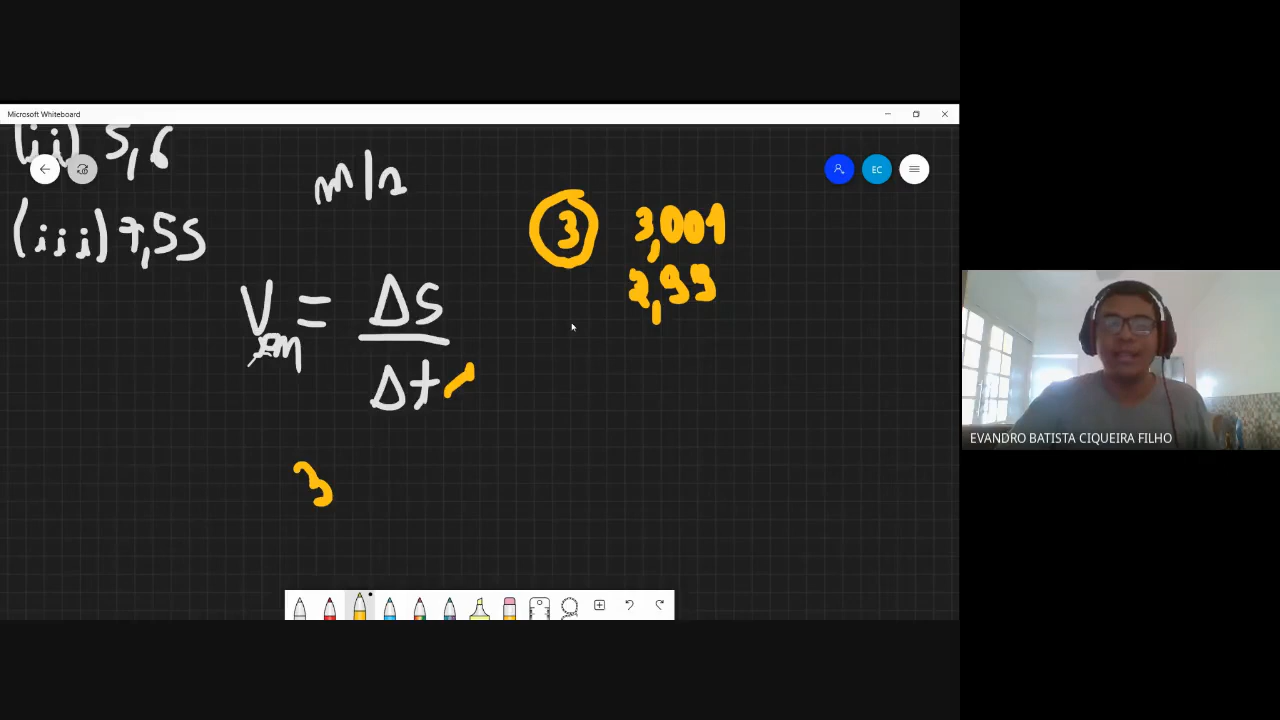 Microsoft Whiteboard
(ii) 5,6
(iii) 7,55
m/s
Vm = Δs
Δt
3
3 3,001
2,99
EC
EVANDRO BATISTA CIQUEIRA FILHO